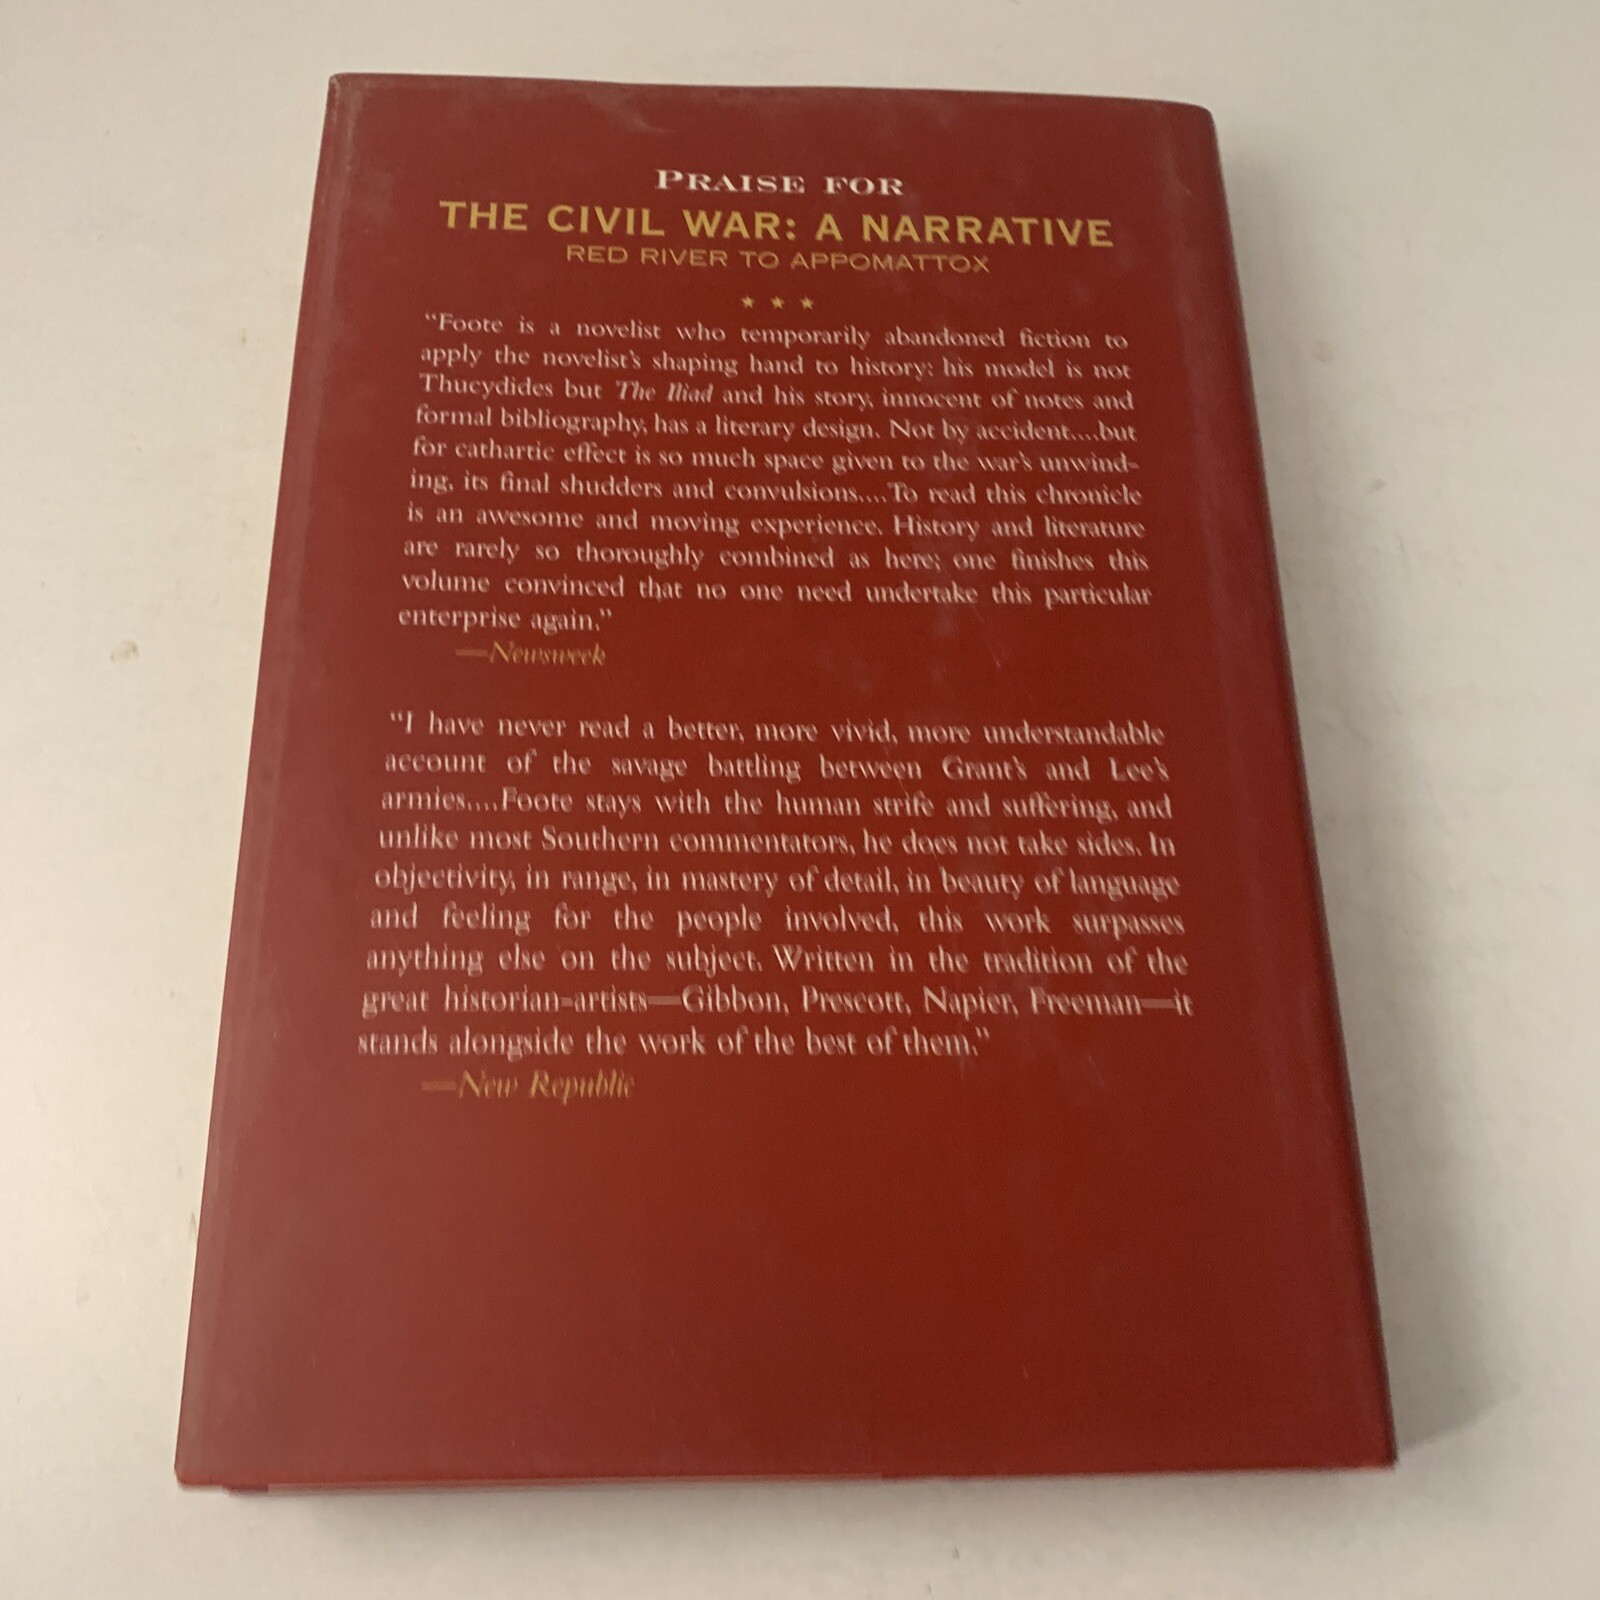 PRAISE FOR
THE CIVIL WAR: A NARRATIVE
RED RIVER TO APPOMATTOX
★ ★ ★
“Foote is a novelist who temporarily abandoned fiction to
apply the novelist’s shaping hand to history: his model is not
Thucydides but The Iliad and his story, innocent of notes and
formal bibliography, has a literary design. Not by accident....but
for cathartic effect is so much space given to the war’s unwind-
ing, its final shudders and convulsions....To read this chronicle
is an awesome and moving experience. History and literature
are rarely so thoroughly combined as here; one finishes this
volume convinced that no one need undertake this particular
enterprise again.”
—Newsweek
“I have never read a better, more vivid, more understandable
account of the savage battling between Grant’s and Lee’s
armies....Foote stays with the human strife and suffering, and
unlike most Southern commentators, he does not take sides. In
objectivity, in range, in mastery of detail, in beauty of language
and feeling for the people involved, this work surpasses
anything else on the subject. Written in the tradition of the
great historian-artists—Gibbon, Prescott, Napier, Freeman—it
stands alongside the work of the best of them.”
—New Republic